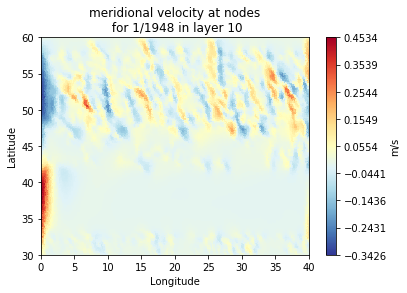 meridional velocity at nodes
for 1/1948 in layer 10
60
55
50
45
40
35
30
Latitude
0 5 10 15 20 25 30 35 40
Longitude
0.4534
0.3539
0.2544
0.1549
0.0554
−0.0441
−0.1436
−0.2431
−0.3426
m/s